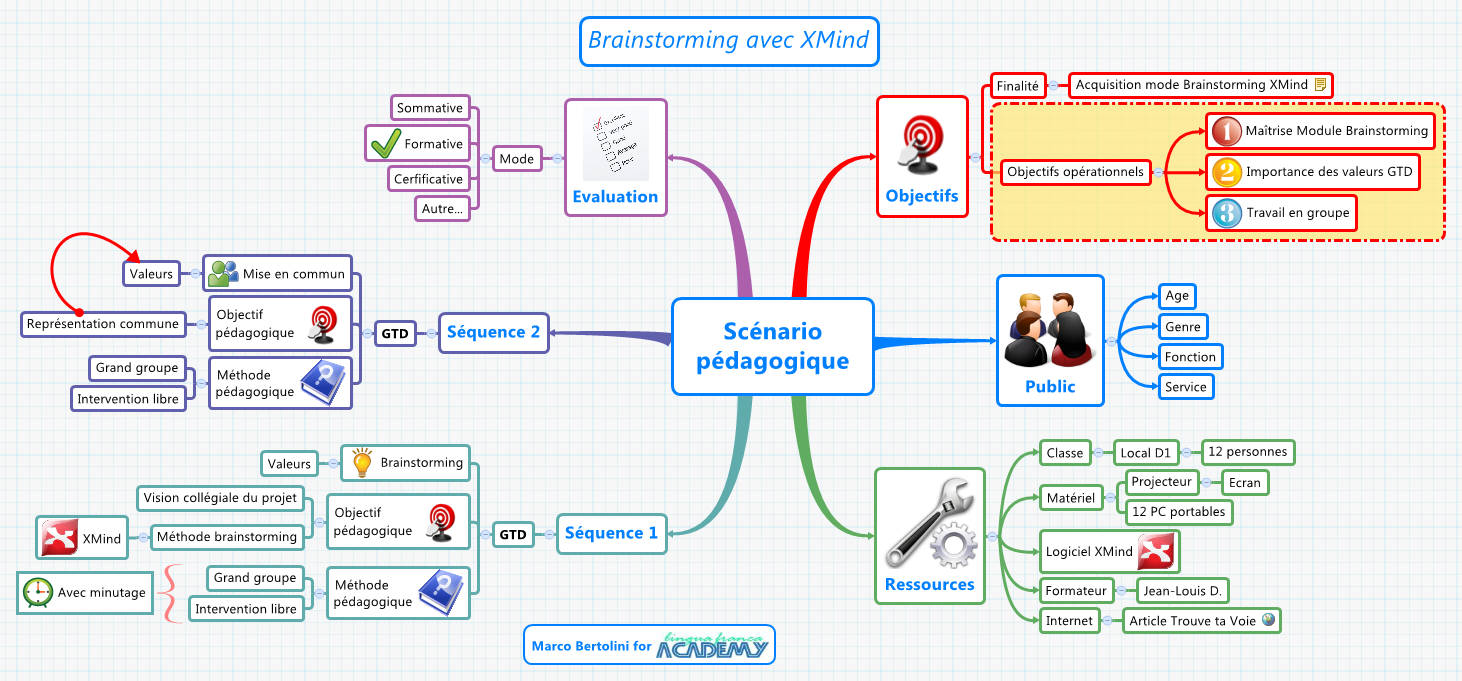 Brainstorming avec XMind
Scénario
pédagogique
Objectifs
Finalité
Acquisition mode Brainstorming XMind
Objectifs opérationnels
1
Maîtrise Module Brainstorming
2
Importance des valeurs GTD
3
Travail en groupe
Public
Age
Genre
Fonction
Service
Ressources
Classe
Local D1
12 personnes
Matériel
Projecteur
Ecran
12 PC portables
Logiciel XMind
Formateur
Jean-Louis D.
Internet
Article Trouve ta Voie
Evaluation
Mode
Sommative
Formative
Cerfificative
Autre...
Séquence 2
GTD
Mise en commun
Valeurs
Objectif
pédagogique
Représentation commune
Méthode
pédagogique
?
Grand groupe
Intervention libre
Séquence 1
GTD
Brainstorming
Valeurs
Objectif
pédagogique
Vision collégiale du projet
Méthode brainstorming
XMind
Méthode
pédagogique
?
Grand groupe
Intervention libre
Avec minutage
Marco Bertolini for
lingua franca
ACADEMY